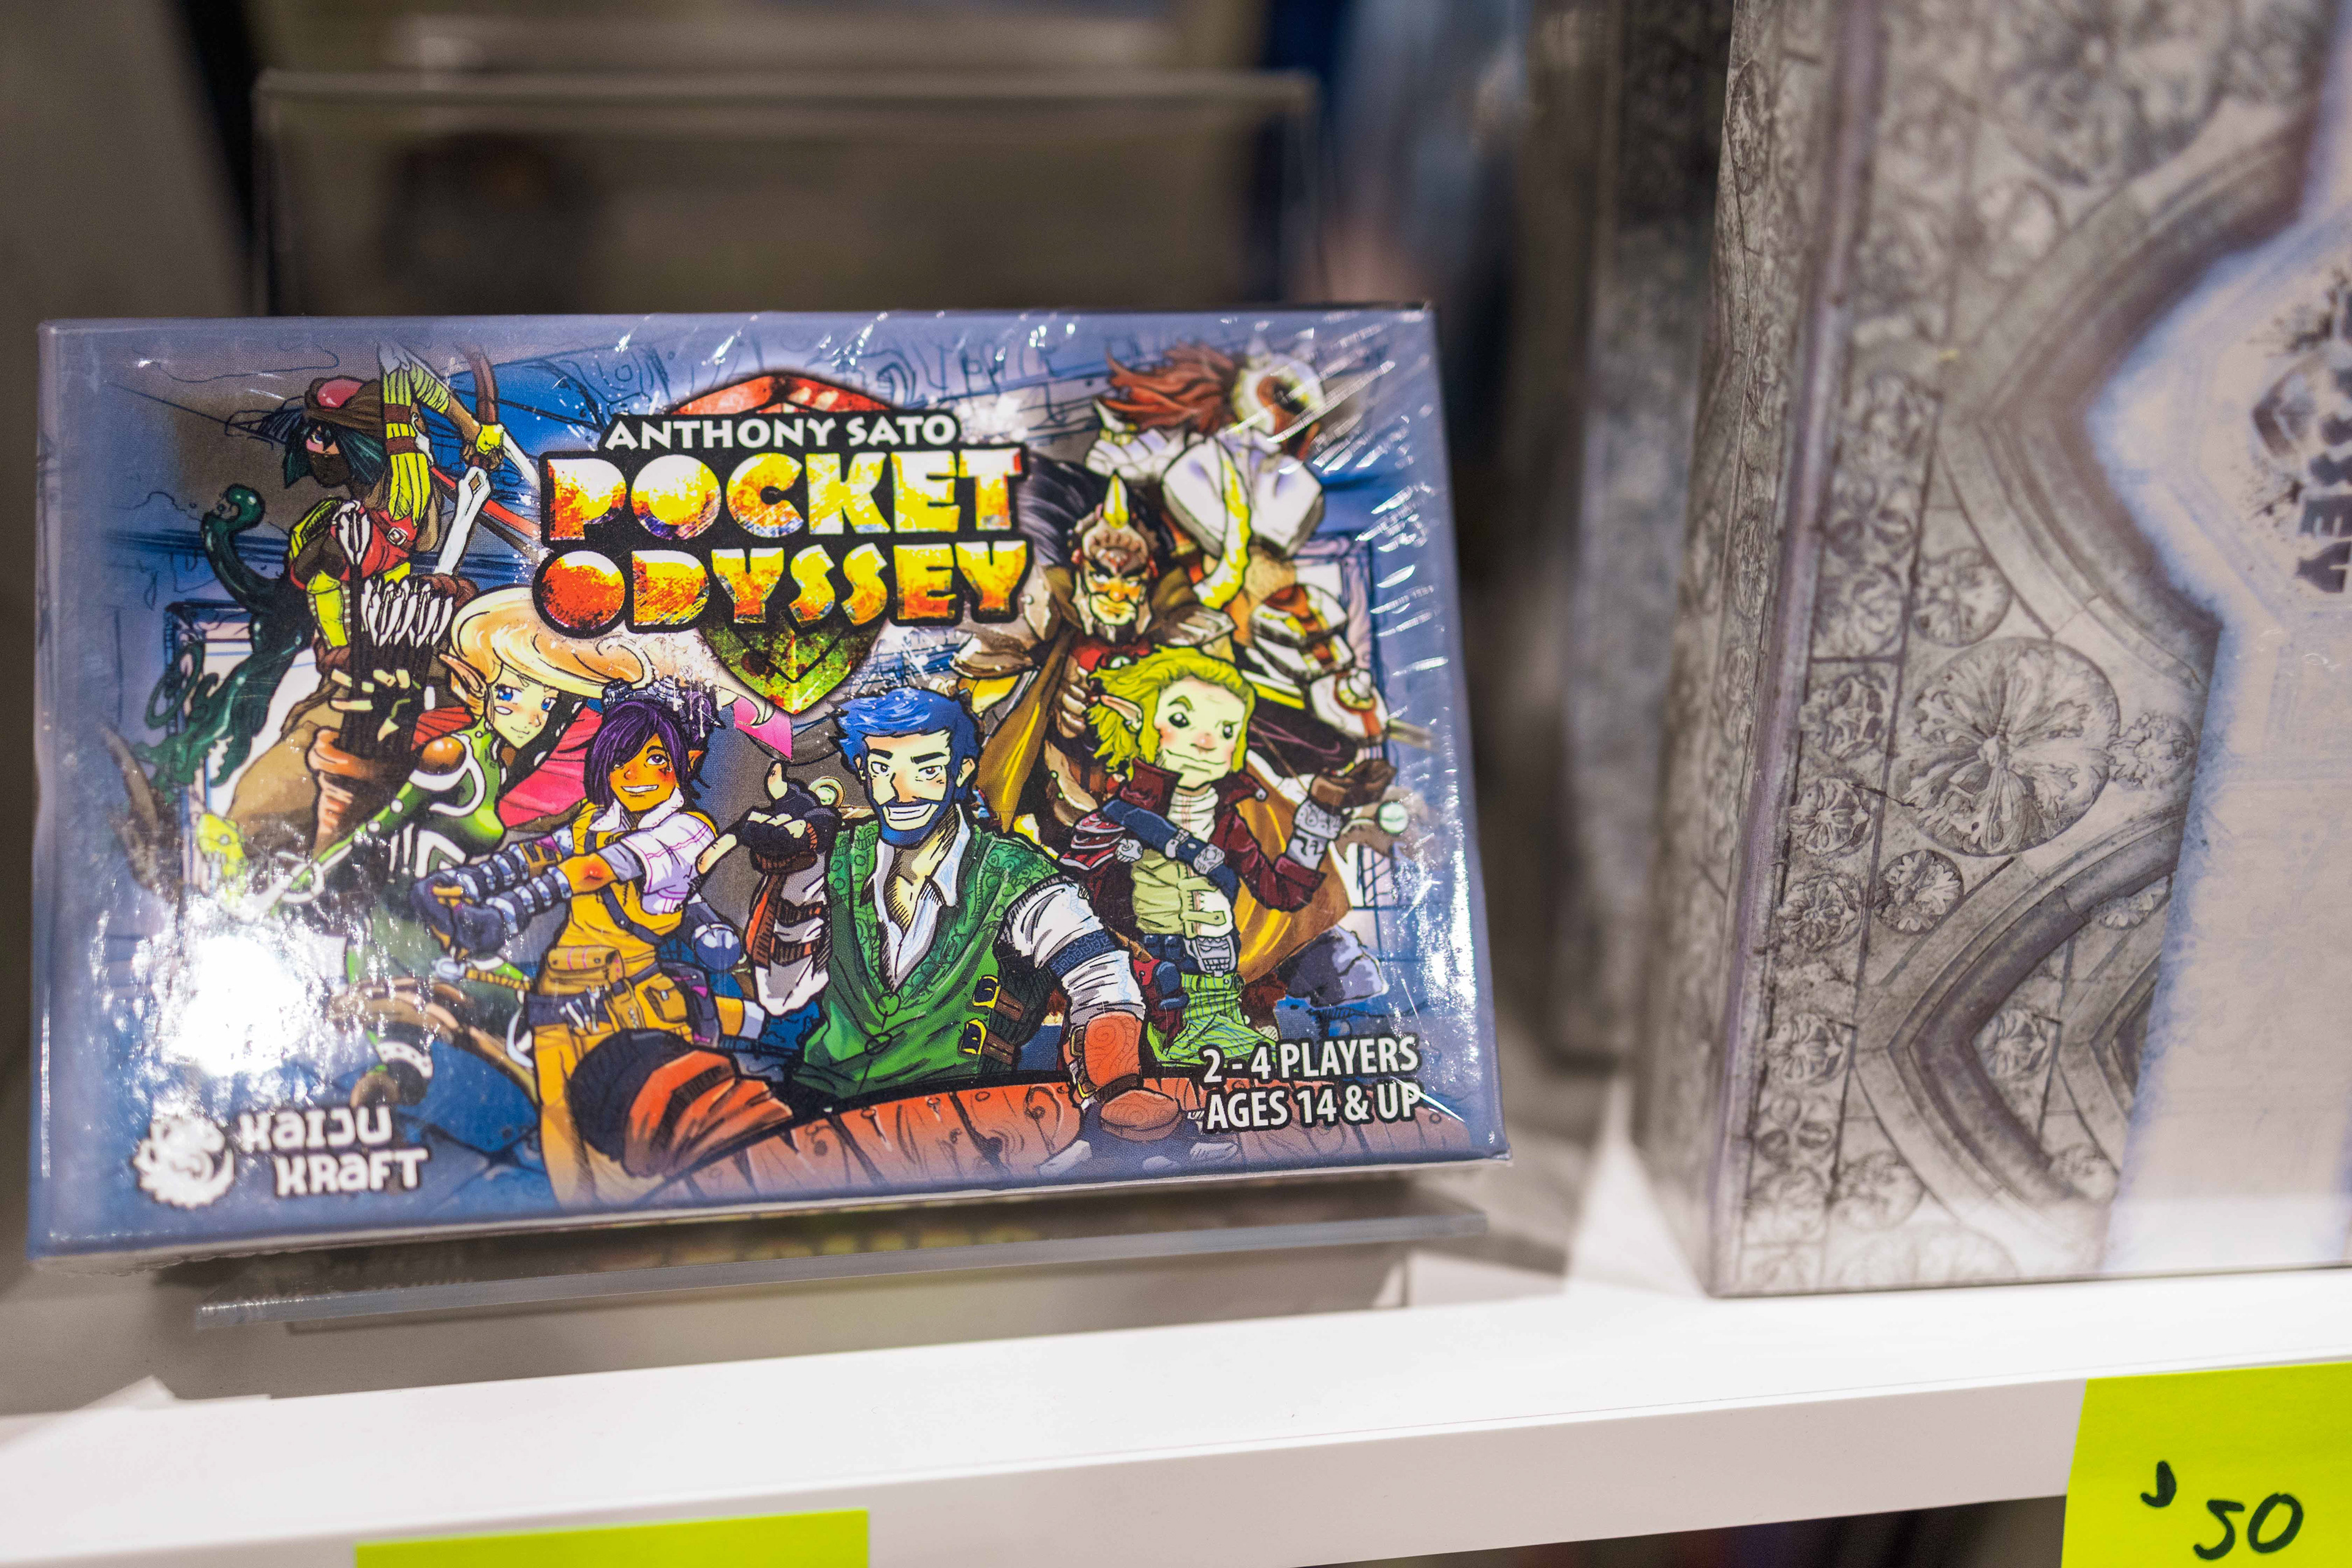 ANTHONY SATO
POCKET
ODYSSEY
2 - 4 PLAYERS
AGES 14 & UP
KAIJU
KRAFT
$50